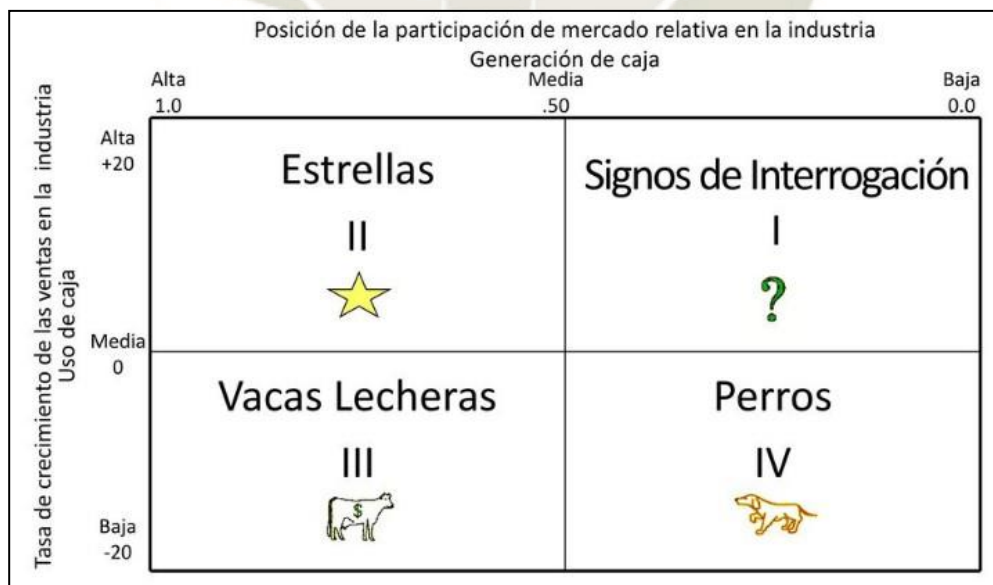 Posición de la participación de mercado relativa en la industria
Generación de caja
Alta Media Baja
1.0 .50 0.0
Tasa de crecimiento de las ventas en la industria
Uso de caja
Alta
+20
Estrellas
II
Signos de Interrogación
I
?
Media
0
Vacas Lecheras
III
$
Perros
IV
Baja
-20